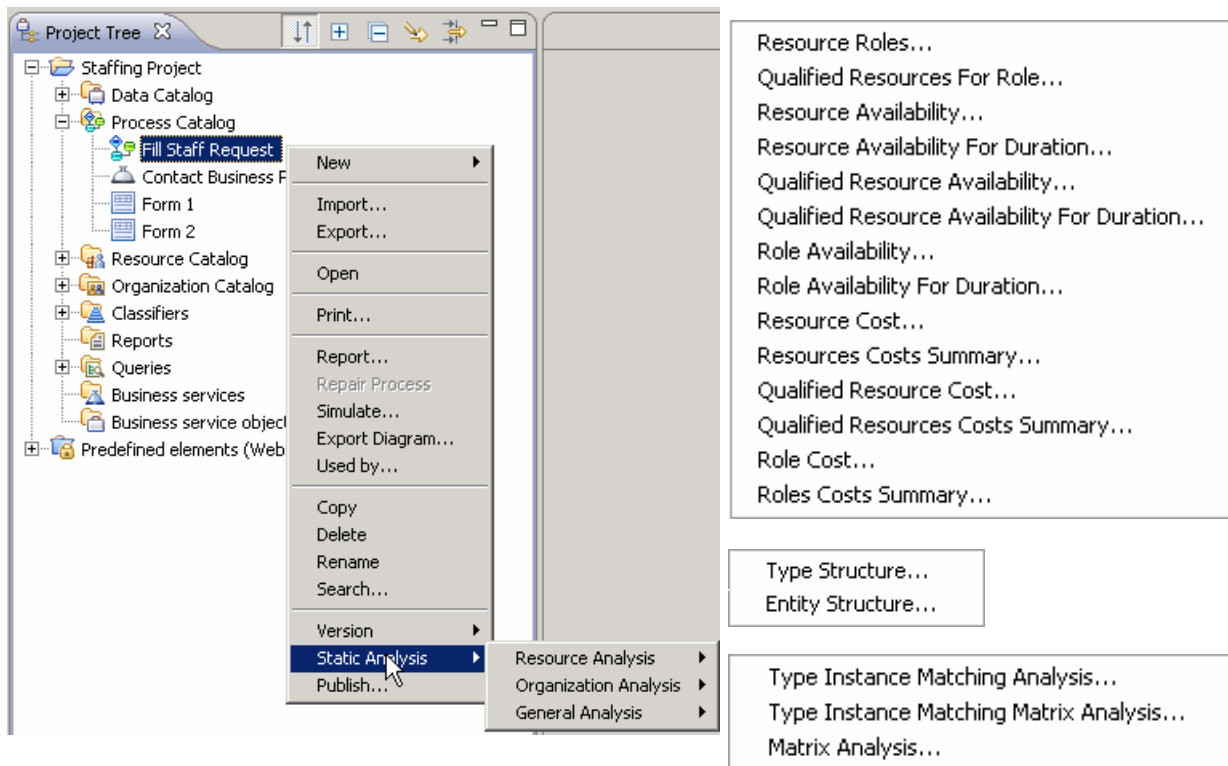 Project Tree
Staffing Project
Data Catalog
Process Catalog
Fill Staff Request
Contact Business
Form 1
Form 2
Resource Catalog
Organization Catalog
Classifiers
Reports
Queries
Business services
Business service object
Predefined elements (Web
New
Import...
Export...
Open
Print...
Report...
Repair Process
Simulate...
Export Diagram...
Used by...
Copy
Delete
Rename
Search...
Version
Static Analysis
Publish...
Resource Analysis
Organization Analysis
General Analysis
Resource Roles...
Qualified Resources For Role...
Resource Availability...
Resource Availability For Duration...
Qualified Resource Availability...
Qualified Resource Availability For Duration...
Role Availability...
Role Availability For Duration...
Resource Cost...
Resources Costs Summary...
Qualified Resource Cost...
Qualified Resources Costs Summary...
Role Cost...
Roles Costs Summary...
Type Structure...
Entity Structure...
Type Instance Matching Analysis...
Type Instance Matching Matrix Analysis...
Matrix Analysis...